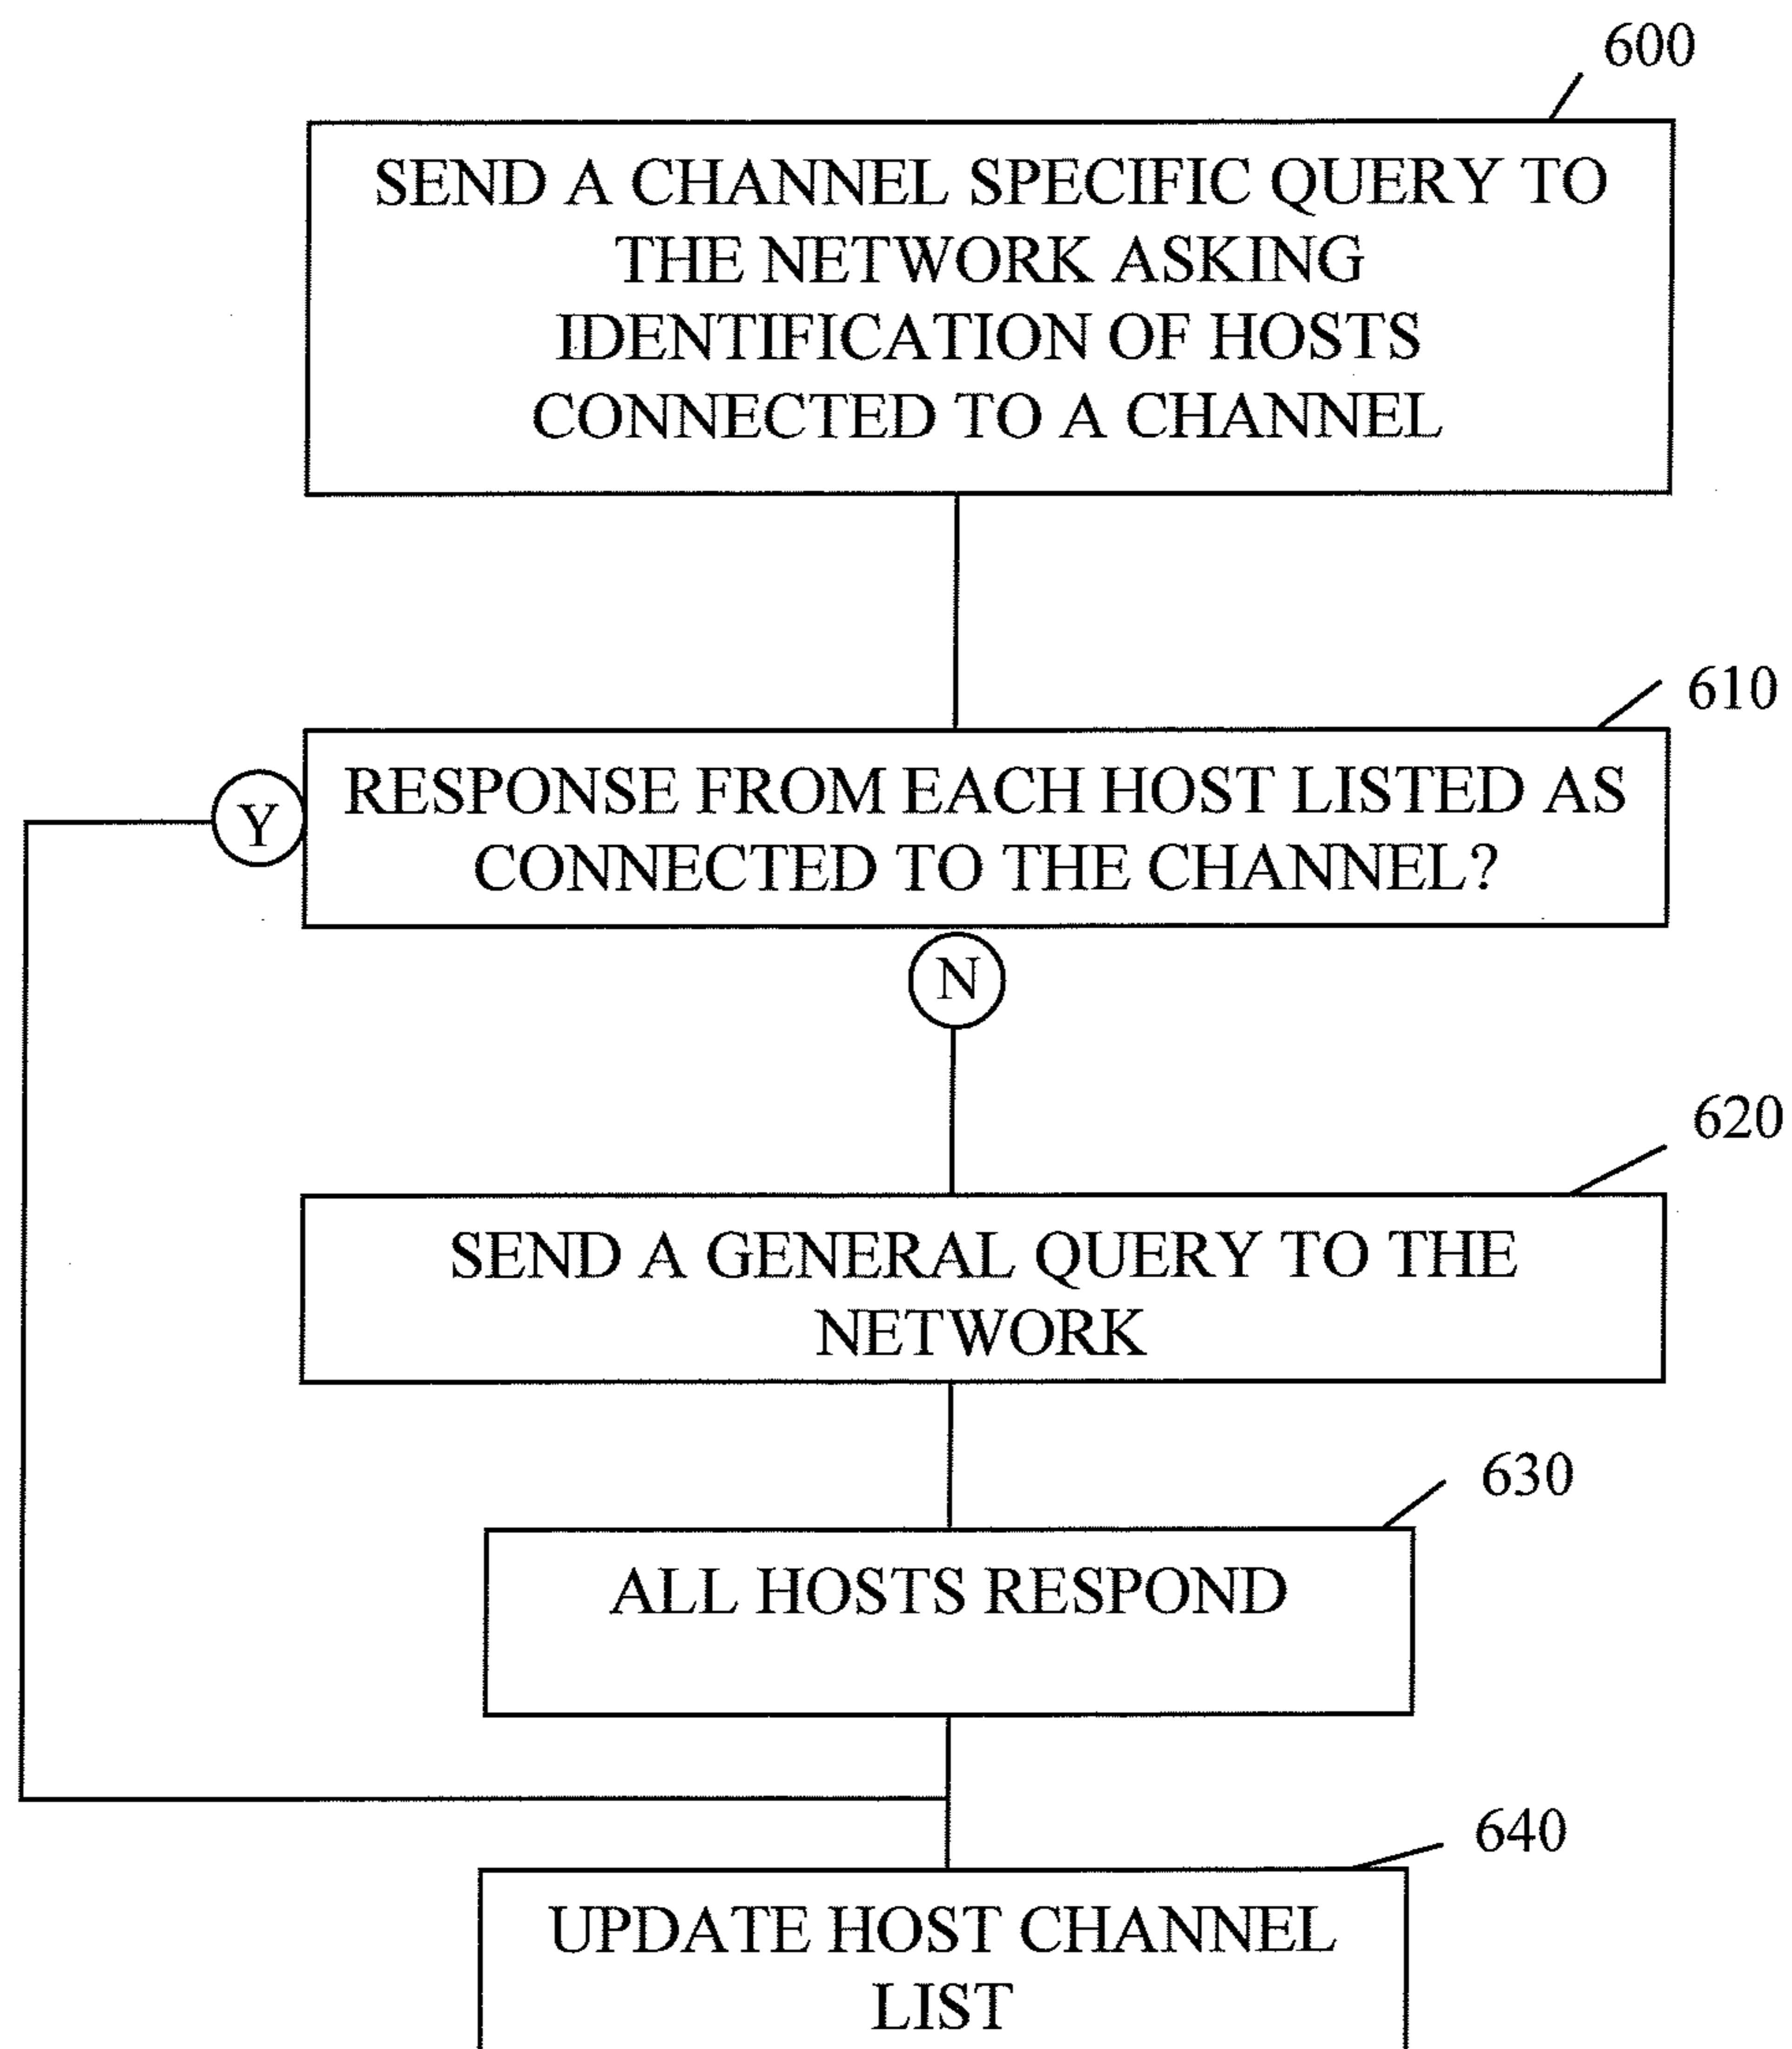 600
SEND A CHANNEL SPECIFIC QUERY TO
THE NETWORK ASKING
IDENTIFICATION OF HOSTS
CONNECTED TO A CHANNEL
610
RESPONSE FROM EACH HOST LISTED AS
CONNECTED TO THE CHANNEL?
Y
N
620
SEND A GENERAL QUERY TO THE
NETWORK
630
ALL HOSTS RESPOND
640
UPDATE HOST CHANNEL
LIST